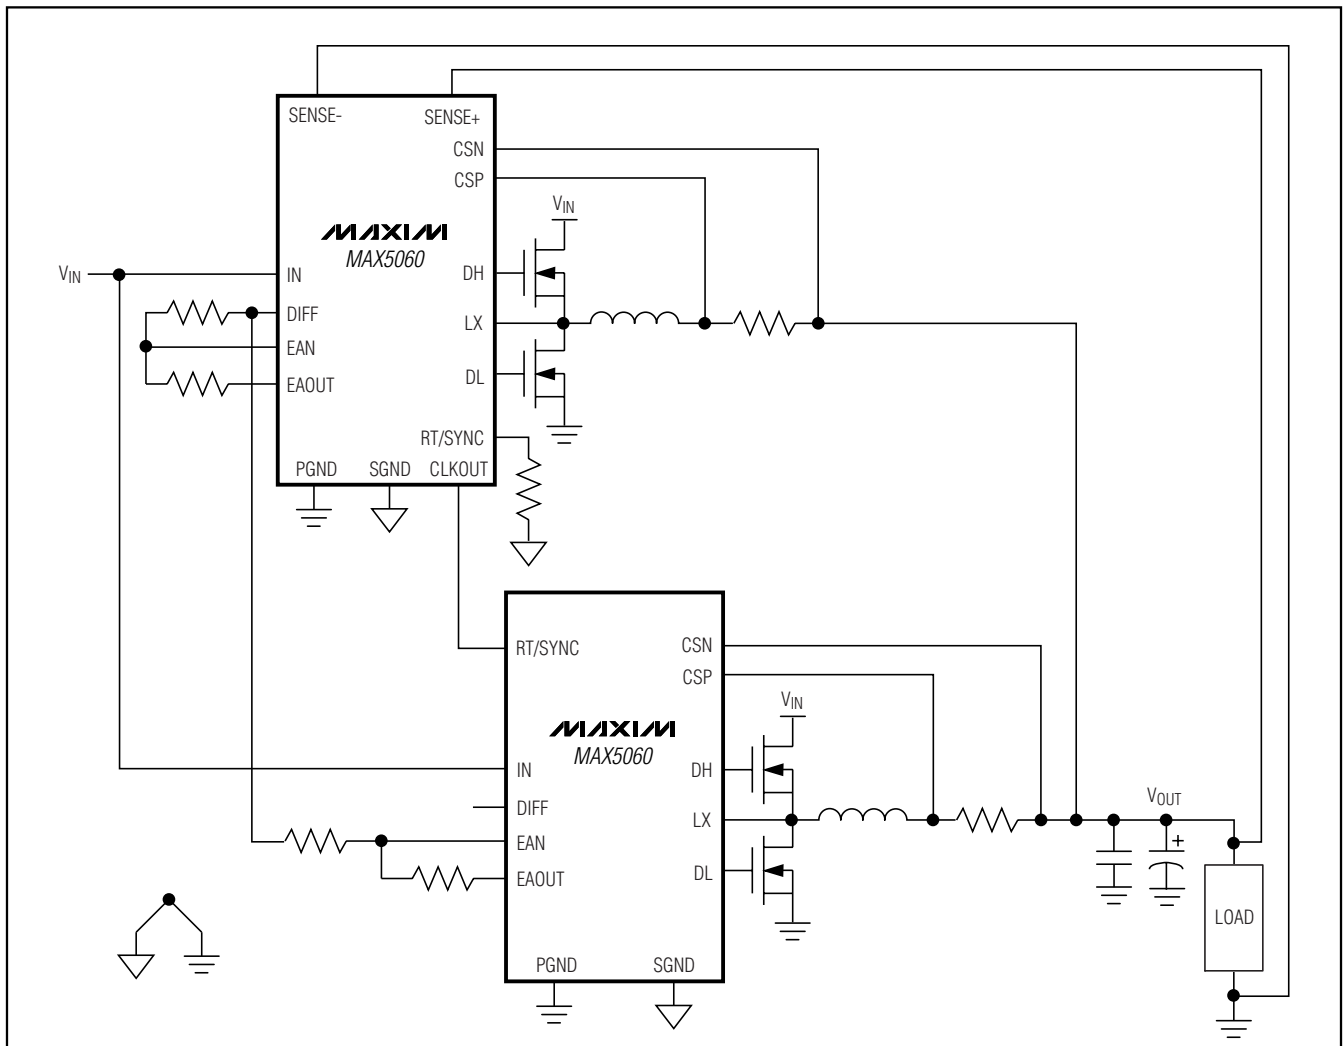 SENSE-
SENSE+
CSN
CSP
VIN
MAXIM
MAX5060
VIN
IN
DH
DIFF
LX
EAN
DL
EAOUT
RT/SYNC
PGND
SGND
CLKOUT
RT/SYNC
CSN
CSP
VIN
MAXIM
MAX5060
IN
DH
DIFF
VOUT
LX
+
EAN
DL
EAOUT
LOAD
PGND
SGND